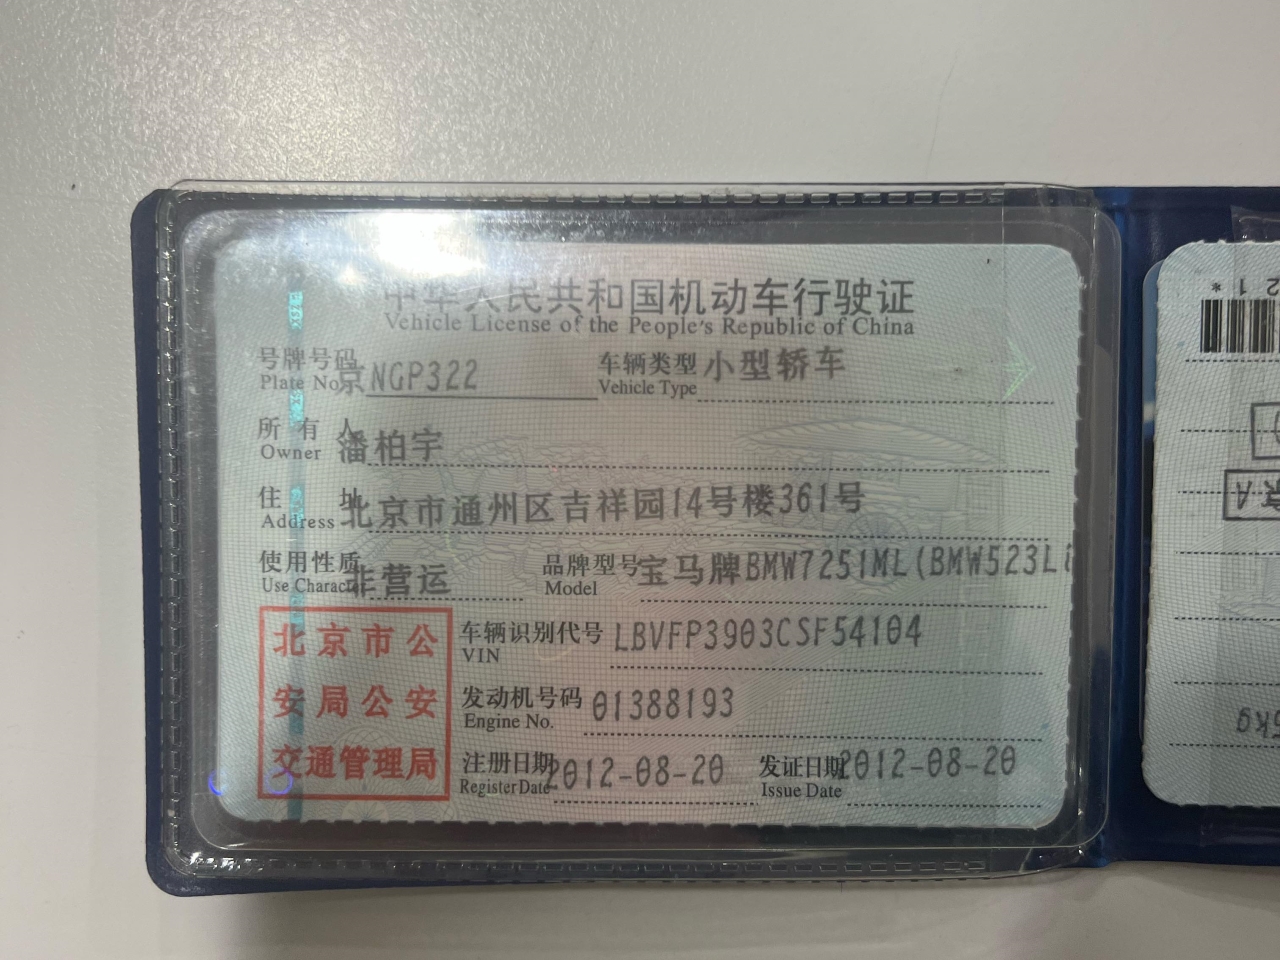 中华人民共和国机动车行驶证
Vehicle License of the People's Republic of China
号牌号码 京NGP322 车辆类型 小型轿车
Plate No. Vehicle Type
所有人 潘柏宇
Owner
住址 北京市通州区吉祥园14号楼361号
Address
使用性质 非营运 品牌型号 宝马牌BMW7251ML(BMW523Li
Use Character Model
北京市公
安局公安
交通管理局
车辆识别代号 LBVFP3903CSF54104
VIN
发动机号码 01388193
Engine No.
注册日期 2012-08-20 发证日期 2012-08-20
Register Date Issue Date